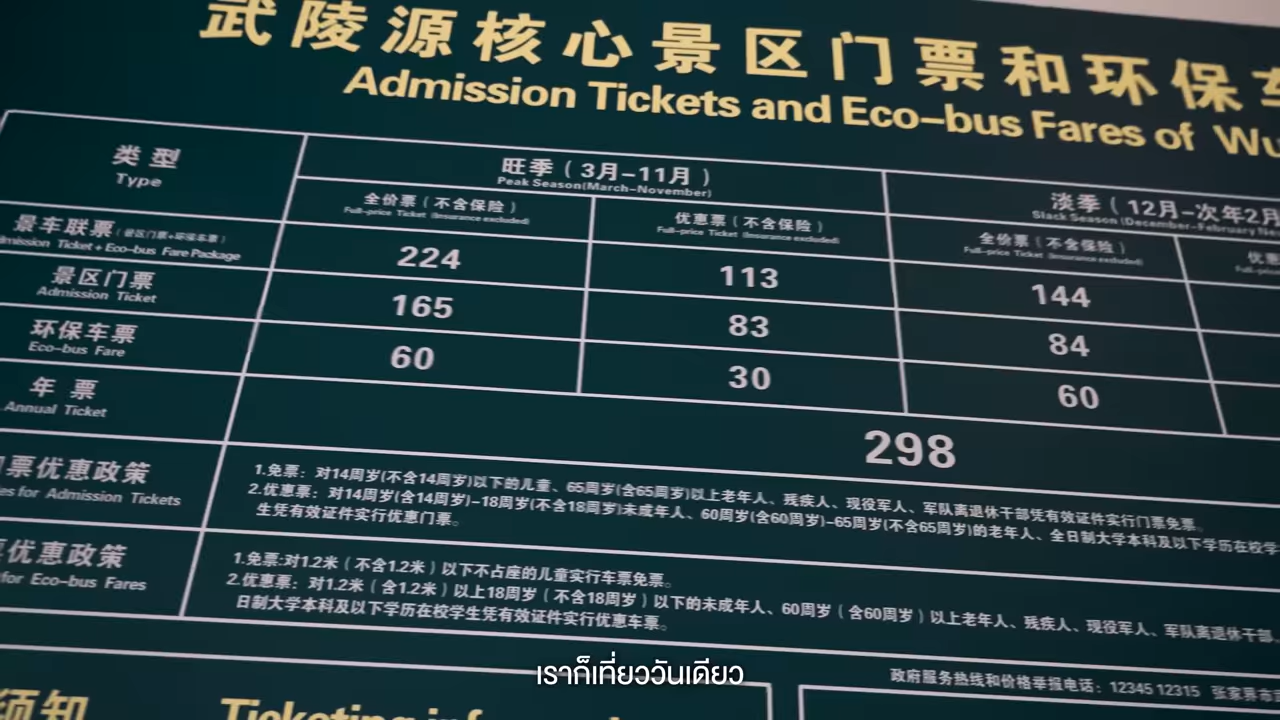 武陵源核心景区门票和环保车
Admission Tickets and Eco-bus Fares of Wu
类型
Type
旺季（3月-11月）
Peak Season(March-November)
淡季（12月-次年2月
Slack Season (December-February Ne
全价票（不含保险）
Full-price Ticket (Insurance excluded)
优惠票（不含保险）
Full-price Ticket (Insurance excluded)
全价票（不含保险）
Full-price Ticket (Insurance excluded)
优惠
Full-pri
景车联票（景区门票+环保车票）
mission Ticket+Eco-bus Fare Package
224
113
144
景区门票
Admission Ticket
165
83
84
环保车票
Eco-bus Fare
60
30
60
年票
Annual Ticket
298
票优惠政策
es for Admission Tickets
1.免票：对14周岁(不含14周岁)以下的儿童、65周岁(含65周岁)以上老年人、残疾人、现役军人、军队离退休干部凭有效证件实行门票免票。
2.优惠票：对14周岁(含14周岁)-18周岁(不含18周岁)未成年人、60周岁(含60周岁)-65周岁(不含65周岁)的老年人、全日制大学本科及以下学历在校学
生凭有效证件实行优惠门票。
票优惠政策
for Eco-bus Fares
1.免票:对1.2米（不含1.2米）以下不占座的儿童实行车票免票。
2.优惠票：对1.2米（含1.2米）以上18周岁（不含18周岁）以下的未成年人、60周岁（含60周岁）以上老年人、残疾人、现役军人、军队离退休干部、
日制大学本科及以下学历在校学生凭有效证件实行优惠车票。
政府服务热线和价格举报电话：12345 12315 张家界市
须知
Ticketing
เราก็เที่ยววันเดียว